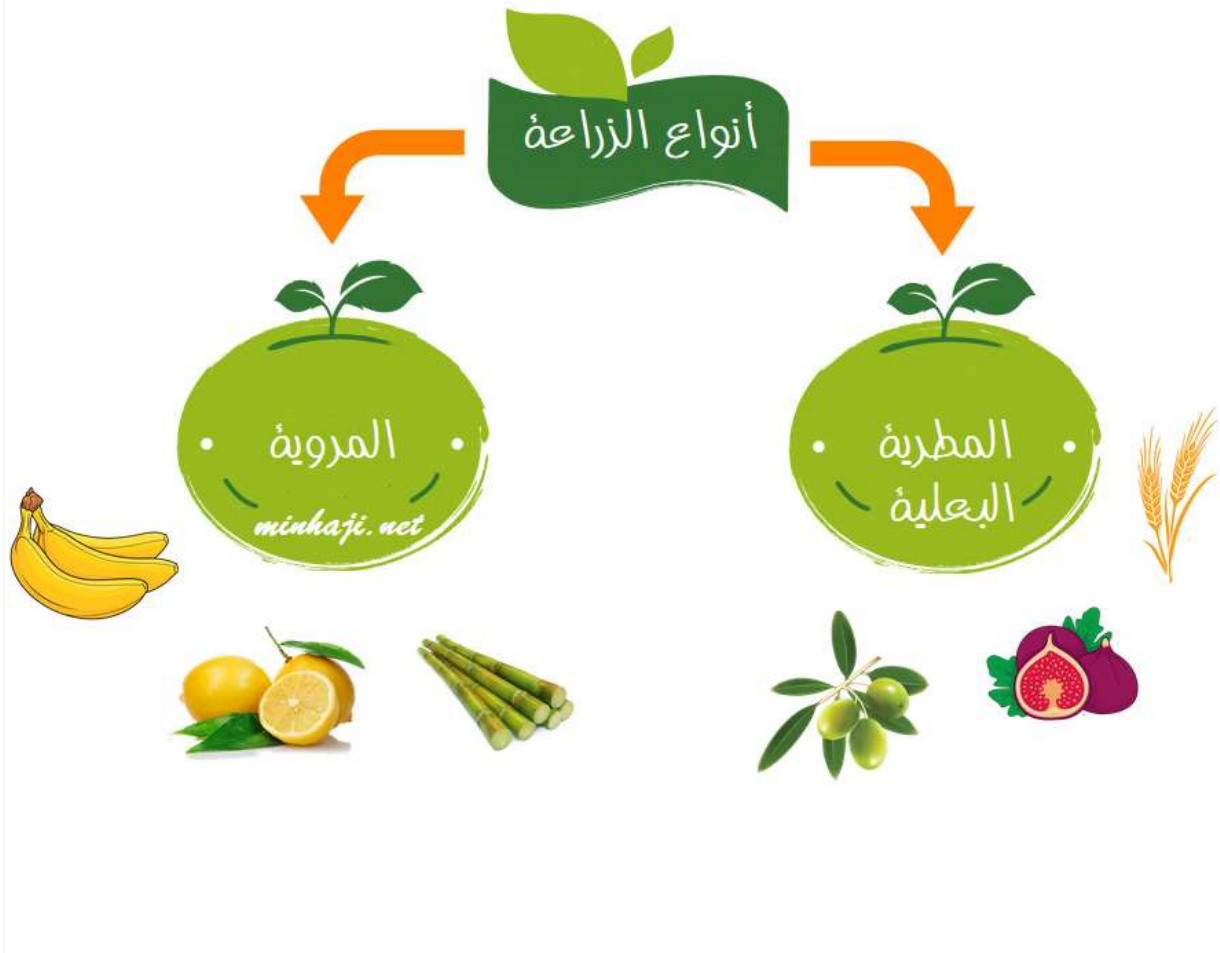 أنواع الزراعة
المطرية
البعلية
المروية
minhaji.net